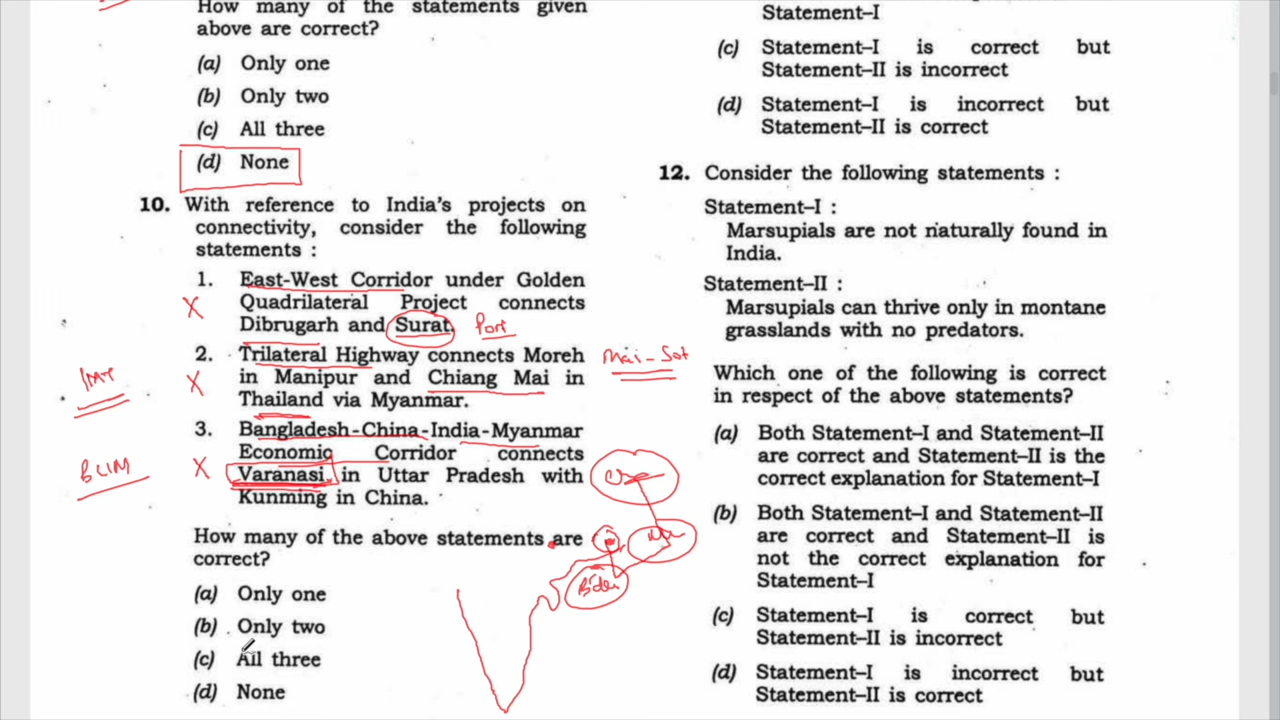 How many of the statements given
above are correct?
(a) Only one
(b) Only two
(c) All three
(d) None
10. With reference to India's projects on
connectivity, consider the following
statements :
1. East-West Corridor under Golden
Quadrilateral Project connects
Dibrugarh and Surat. Port
2. Trilateral Highway connects Moreh
in Manipur and Chiang Mai in
Thailand via Myanmar.
Mai-Sot
IMT
3. Bangladesh-China-India-Myanmar
Economic Corridor connects
Varanasi in Uttar Pradesh with
Kunming in China.
BCIM
How many of the above statements are
correct?
(a) Only one
(b) Only two
(c) All three
(d) None
Statement-I
(c) Statement-I is correct but
Statement-II is incorrect
(d) Statement-I is incorrect but
Statement-II is correct
12. Consider the following statements :
Statement-I :
Marsupials are not naturally found in
India.
Statement-II :
Marsupials can thrive only in montane
grasslands with no predators.
Which one of the following is correct
in respect of the above statements?
(a) Both Statement-I and Statement-II
are correct and Statement-II is the
correct explanation for Statement-I
(b) Both Statement-I and Statement-II
are correct and Statement-II is
not the correct explanation for
Statement-I
(c) Statement-I is correct but
Statement-II is incorrect
(d) Statement-I is incorrect but
Statement-II is correct